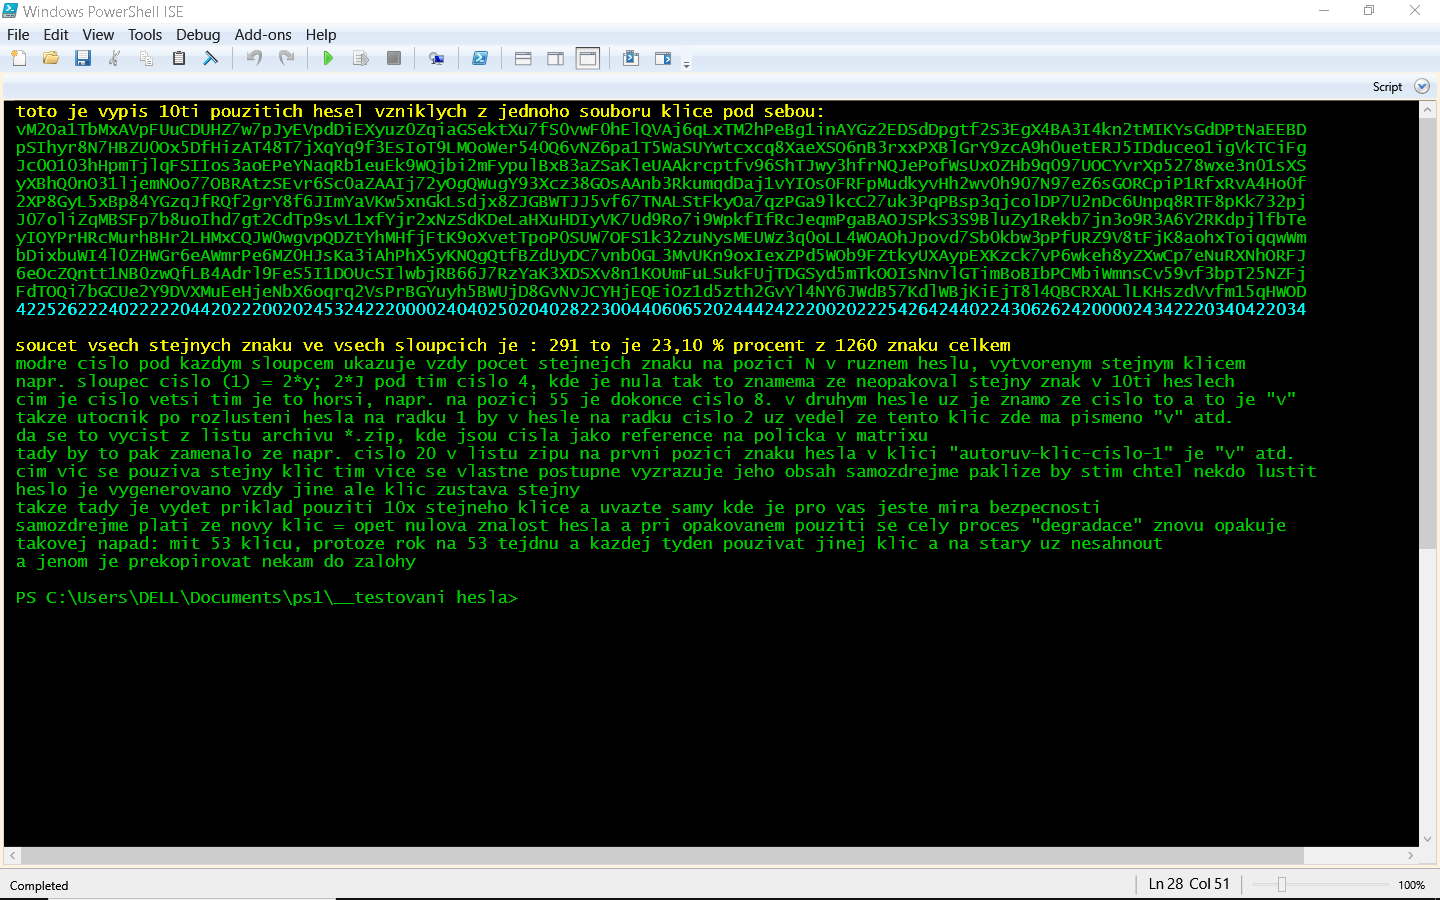 Windows PowerShell ISE
File Edit View Tools Debug Add-ons Help
Script
toto je vypis 10ti pouzitich hesel vzniklych z jednoho souboru klice pod sebou:
vM2Oa1TbMxAVpFUuCDUHZ7w7pJyEVpdDiEXyuz0ZqiaGSektXu7fS0vwF0hElQVAj6qLxTM2hPeBg1inAYGz2EDSdDpgtf2S3EgX4BA3I4kn2tMIKYsGdDPtNaEEBD
pSIhyr8N7HBZU0Ox5DfHizAT48T7jXqYq9f3EsIoT9LMOoWer540Q6vNZ6pa1T5WaSUYwtcxcq8XaeXSO6nB3rxxPXBlGrY9zcA9h0uetERJ5IDduceo1igVkTCiFg
JcO01O3hHpmTjlqFSIIos3aoEPeYNaqRb1euEk9WQjbi2mFypulBxB3aZSaKleUAAkrcptfv96ShTJwy3hfrNQJePofWsUxOZHb9q097UOCYvrXp5278wxe3n01sXS
yXBhQ0nO31ljemNOo77OBRAtzSEvr6Sc0aZAAIj72yOgQWugY93Xcz38GOsAAnb3RkumqdDaj1vYIOsOFRFpMudkyvHh2wv0h907N97eZ6sGORCpiP1RfxRvA4Ho0f
2XP8GyL5xBp84YGzqJfRQf2grY8f6JImYaVKw5xnGkLsdjx8ZJGBWTJJ5vf67TNALStFkyOa7qzPGa9lkcC27uk3PqPBsp3qjcolDP7U2nDc6Unpq8RTF8pKk732pj
J07oliZqMBSFp7b8uoIhd7gt2CdTp9svL1xfYjr2xNzSdKDeLaHXuHDIyVK7Ud9Ro7i9WpkfIfRcJeqmPgaBAOJSPkS3S9BluZy1Rekb7jn3o9R3A6Y2RKdpjlfbTe
yIOYPrHRcMurhBHr2LHMxCQJW0wgvpQDZtYhMHfjFtK9oXvetTpoP0SUW7OFS1k32zuNysMEUWz3q0oLL4WOAOhJpovd7Sb0kbw3pPfURZ9V8tFjK8aohxToiqqwWm
bDixbuWI4l0ZHWGr6eAWmrPe6MZ0HJsKa3iAhPhX5yKNQgQtfBZdUyDC7vnb0GL3MvUKn9oxIexZPd5WOb9FZtkyUXAypEXKzck7vP6wkeh8yZXwCp7eNuRXNhORFJ
6eOcZQntt1NB0zwQfLB4Adrl9FeS5I1DOUcSIlwbjRB66J7RzYaK3XDSXv8n1KOUmFuLSukFUjTDGSyd5mTkOOIsNnvlGTimBoBIbPCMbiWmnsCv59vf3bpT25NZFj
FdTOQj7bGCUe2Y9DVXMuEeHjeNbX6oqrq2VsPrBGYuyh5BWUjD8GvNvJCYHjEQEiOz1d5zth2GvYl4NY6JWdB57KdlWBjKiEjT8l4QBCRXALlLKHszdVvfm15qHWOD
422526222402222204420222002024532422200002404025020402822300440606520244424222002202225426424402243062624200002434222034042203​4

soucet vsech stejnych znaku ve vsech sloupcich je : 291 to je 23,10 % procent z 1260 znaku celkem
modre cislo pod kazdym sloupcem ukazuje vzdy pocet stejnejch znaku na pozici N v ruznem heslu, vytvorenym stejnym klicem
napr. sloupec cislo (1) = 2*y; 2*J pod tim cislo 4, kde je nula tak to znamema ze neopakoval stejny znak v 10ti heslech
cim je cislo vetsi tim je to horsi, napr. na pozici 55 je dokonce cislo 8. v druhym hesle uz je znamo ze cislo to a to je "v"
takze utocnik po rozlusteni hesla na radku 1 by v hesle na radku cislo 2 uz vedel ze tento klic zde ma pismeno "v" atd.
da se to vycist z listu archivu *.zip, kde jsou cisla jako reference na policka v matrixu
tady by to pak zamenalo ze napr. cislo 20 v listu zipu na prvni pozici znaku hesla v klici "autoruv-klic-cislo-1" je "v" atd.
cim vic se pouziva stejny klic tim vice se vlastne postupne vyzrazuje jeho obsah samozdrejme paklize by stim chtel nekdo lustit
heslo je vygenerovano vzdy jine ale klic zustava stejny
takze tady je vydet priklad pouziti 10x stejneho klice a uvazte samy kde je pro vas jeste mira bezpecnosti
samozdrejme plati ze novy klic = opet nulova znalost hesla a pri opakovanem pouziti se cely proces "degradace" znovu opakuje
takovej napad: mit 53 klicu, protoze rok na 53 tejdnu a kazdej tyden pouzivat jinej klic a na stary uz nesahnout
a jenom je prekopirovat nekam do zalohy

PS C:\Users\DELL\Documents\ps1\__testovani hesla>
Completed
Ln 28 Col 51
100%